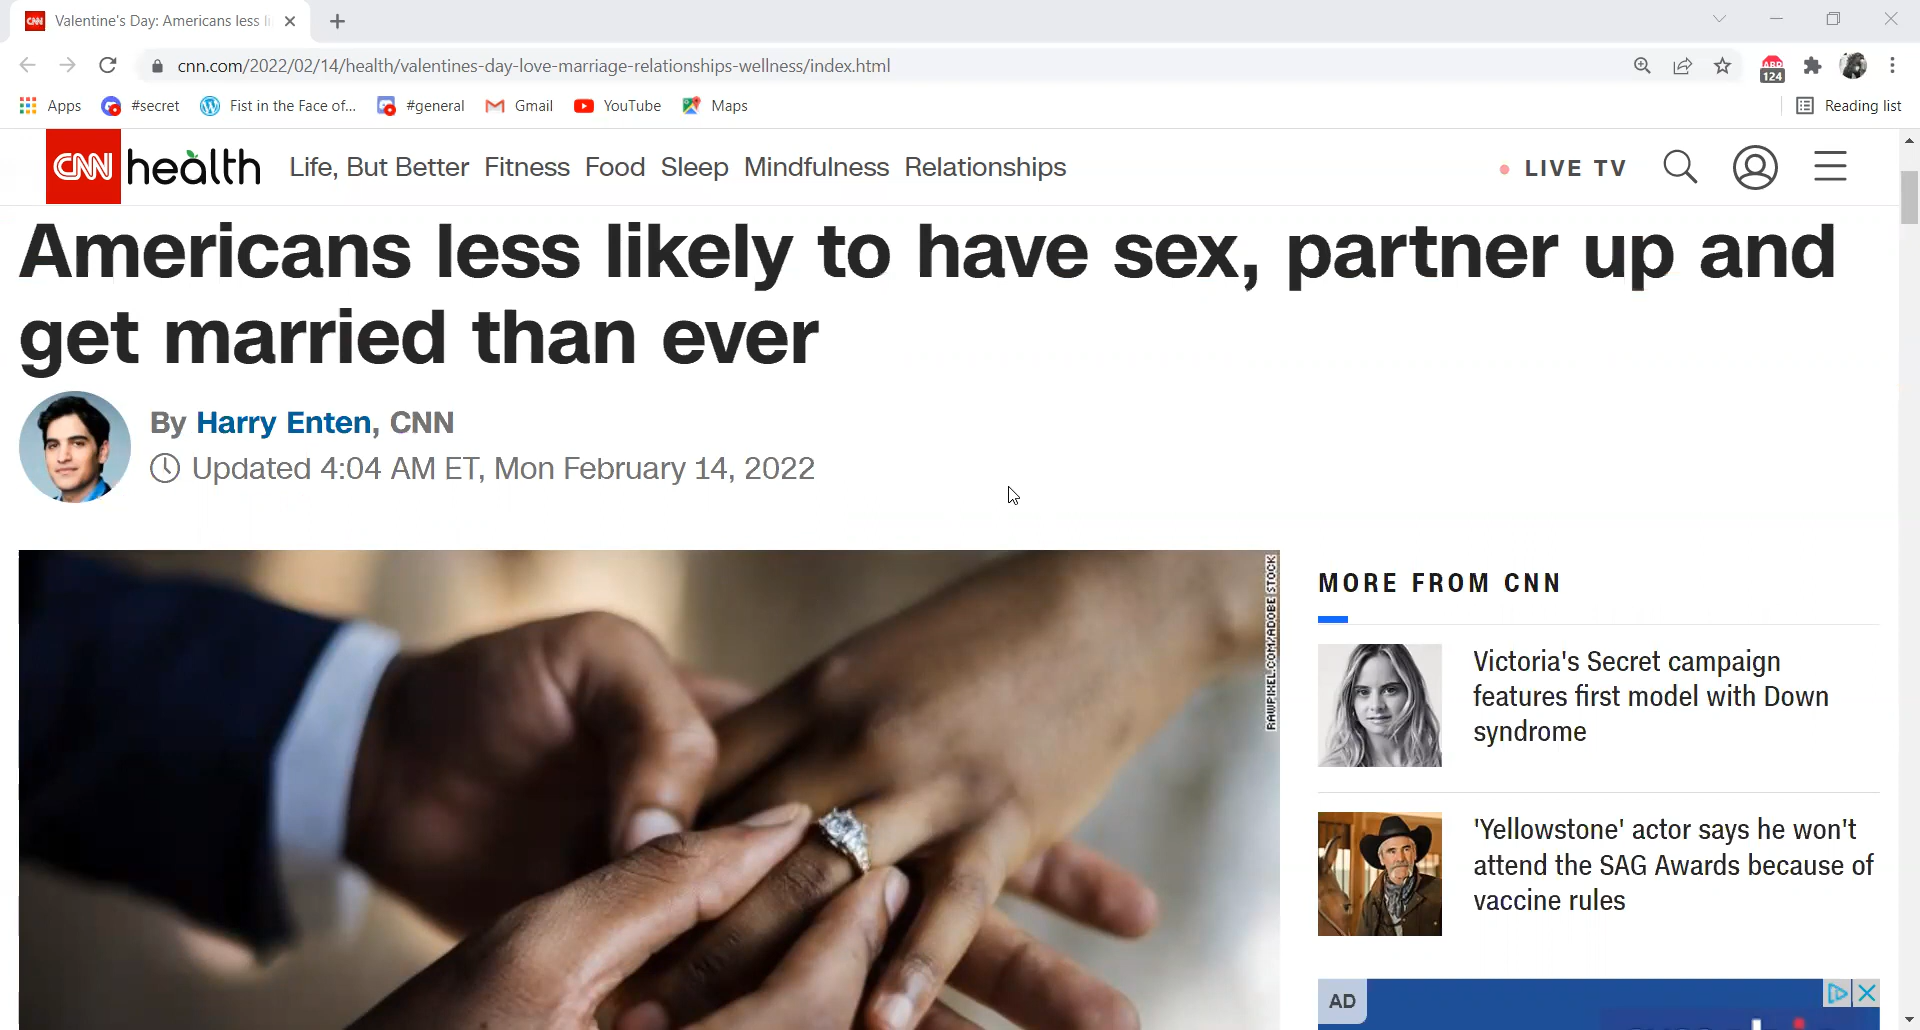 CNN
Valentine's Day: Americans less li
cnn.com/2022/02/14/health/valentines-day-love-marriage-relationships-wellness/index.html
ABP
124
Apps
#secret
Fist in the Face of...
#general
Gmail
YouTube
Maps
Reading list
CNN health
Life, But Better Fitness Food Sleep Mindfulness Relationships
LIVE TV
Americans less likely to have sex, partner up and
get married than ever
By Harry Enten, CNN
Updated 4:04 AM ET, Mon February 14, 2022
RAWPIXEL.COM/ADOBE STOCK
MORE FROM CNN
Victoria's Secret campaign
features first model with Down
syndrome
'Yellowstone' actor says he won't
attend the SAG Awards because of
vaccine rules
AD